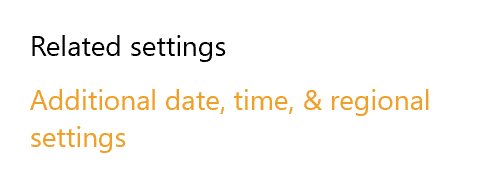 Related settings
Additional date, time, & regional
settings